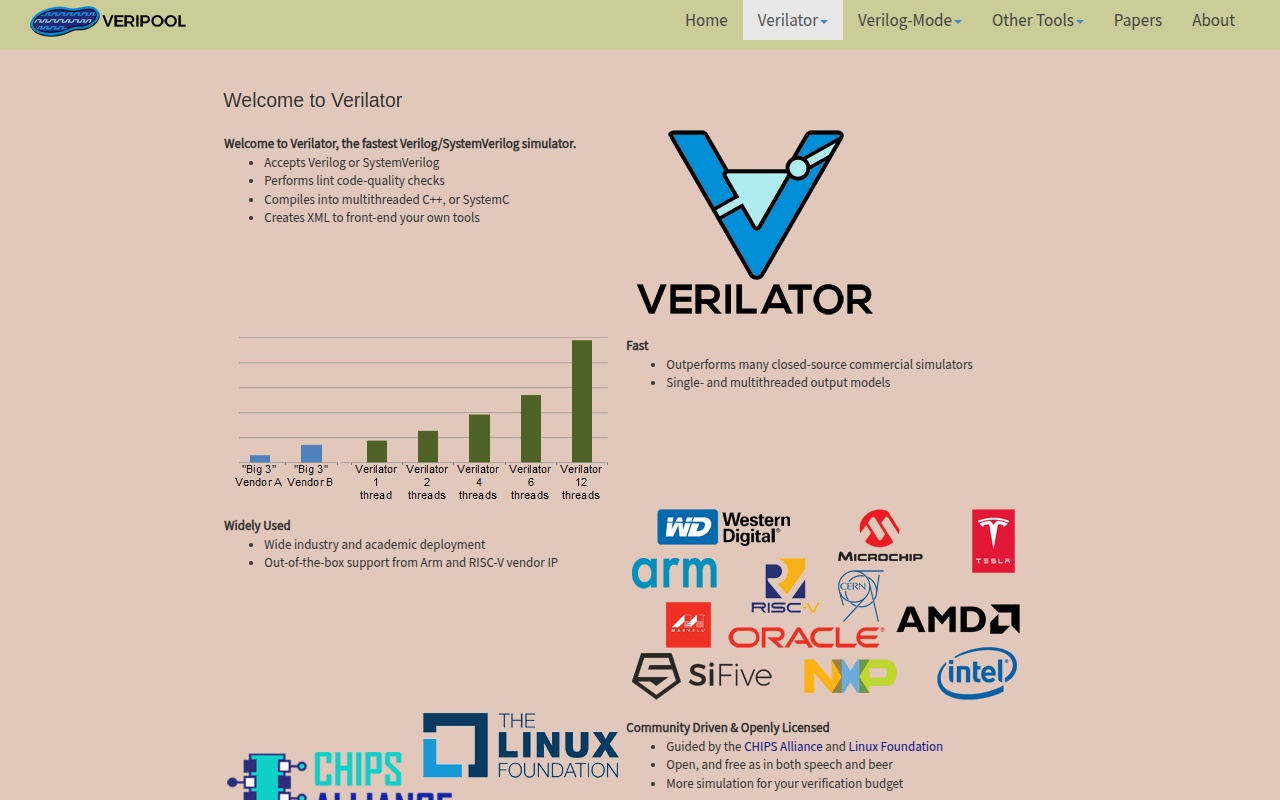 VERIPOOL
Home
Verilator
Verilog-Mode
Other Tools
Papers
About
Welcome to Verilator
Welcome to Verilator, the fastest Verilog/SystemVerilog simulator.
Accepts Verilog or SystemVerilog
Performs lint code-quality checks
Compiles into multithreaded C++, or SystemC
Creates XML to front-end your own tools
VERILATOR
"Big 3"
Vendor A
"Big 3"
Vendor B
Verilator
1
thread
Verilator
2
threads
Verilator
4
threads
Verilator
6
threads
Verilator
12
threads
Fast
Outperforms many closed-source commercial simulators
Single- and multithreaded output models
Widely Used
Wide industry and academic deployment
Out-of-the-box support from Arm and RISC-V vendor IP
WD Western
Digital®
MICROCHIP
TESLA
arm
RISC-V
CERN
MARVELL
ORACLE®
AMD
SiFive
NXP
intel
CHIPS
ALLIANCE
THE
LINUX
FOUNDATION
Community Driven & Openly Licensed
Guided by the CHIPS Alliance and Linux Foundation
Open, and free as in both speech and beer
More simulation for your verification budget